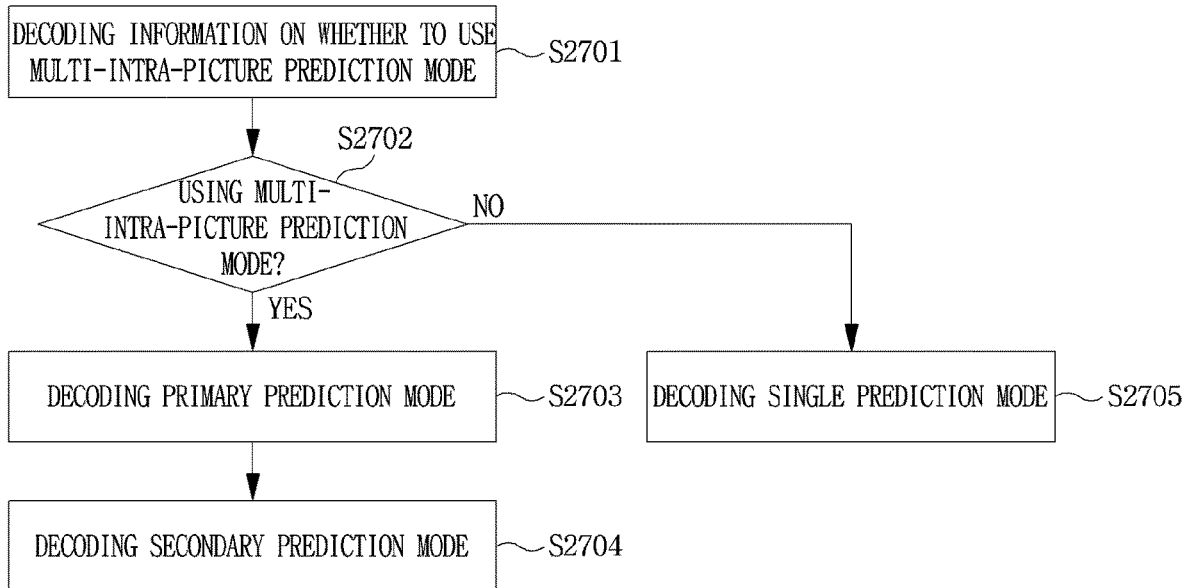 DECODING INFORMATION ON WHETHER TO USE
MULTI-INTRA-PICTURE PREDICTION MODE
S2701
S2702
USING MULTI-
INTRA-PICTURE PREDICTION
MODE?
NO
YES
DECODING PRIMARY PREDICTION MODE
S2703
DECODING SINGLE PREDICTION MODE
S2705
DECODING SECONDARY PREDICTION MODE
S2704